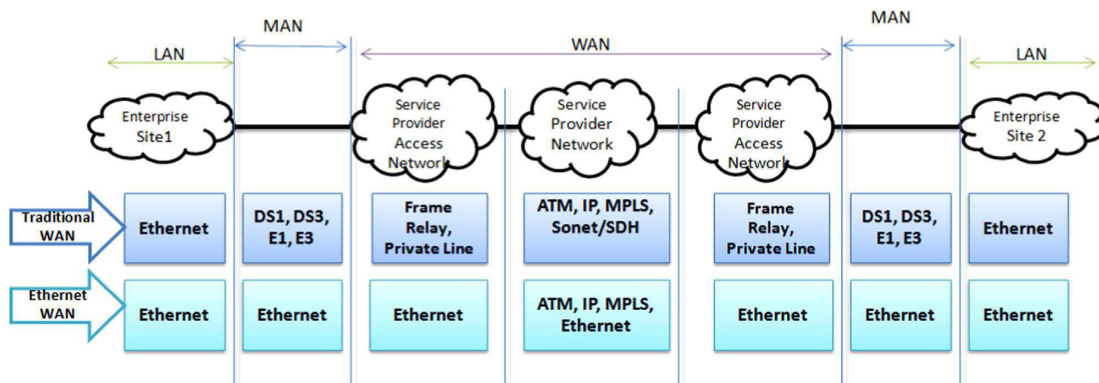 MAN
MAN
LAN
WAN
LAN
Enterprise
Site1
Service
Provider
Access
Network
Service
Provider
Network
Service
Provider
Access
Network
Enterprise
Site 2
Traditional
WAN
Ethernet
DS1, DS3,
E1, E3
Frame
Relay,
Private Line
ATM, IP, MPLS,
Sonet/SDH
Frame
Relay,
Private Line
DS1, DS3,
E1, E3
Ethernet
Ethernet
WAN
Ethernet
Ethernet
Ethernet
ATM, IP, MPLS,
Ethernet
Ethernet
Ethernet
Ethernet